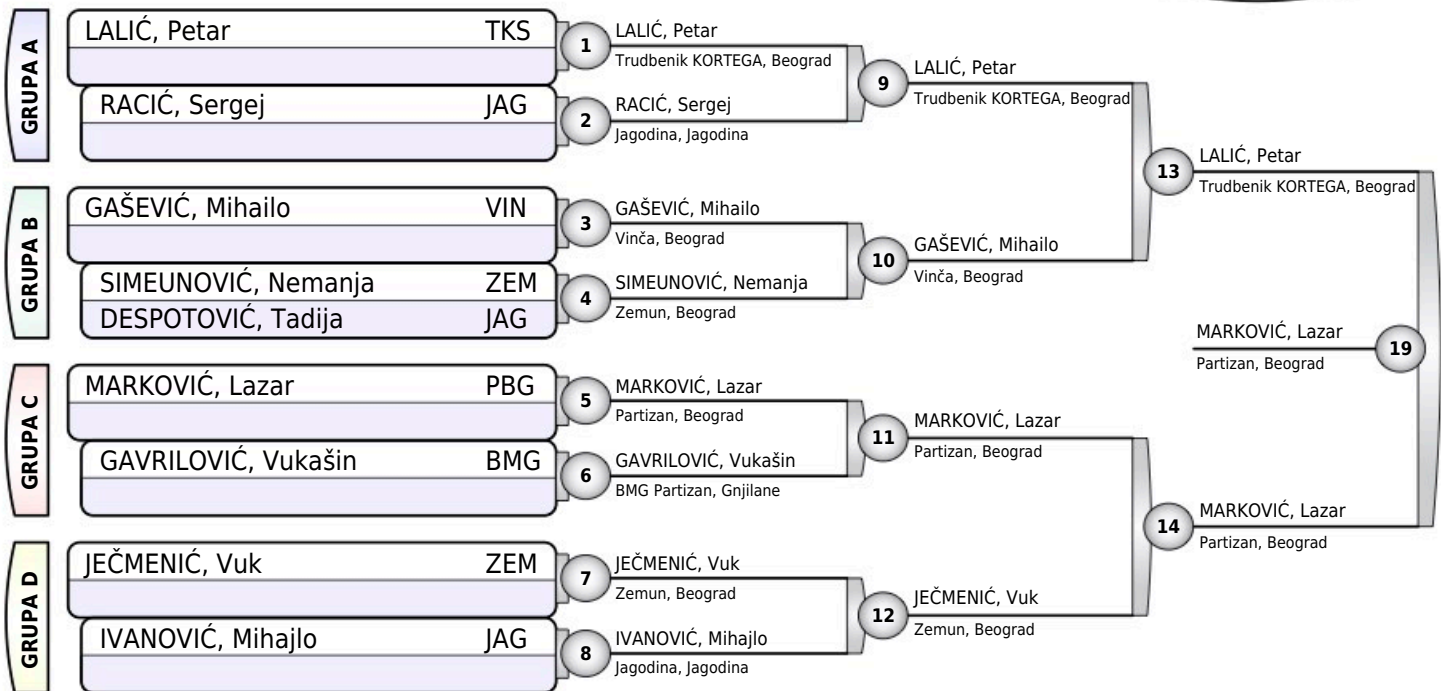 GRUPA A
LALIĆ, Petar TKS
RACIĆ, Sergej JAG
GRUPA B
GAŠEVIĆ, Mihailo VIN
SIMEUNOVIĆ, Nemanja ZEM
DESPOTOVIĆ, Tadija JAG
GRUPA C
MARKOVIĆ, Lazar PBG
GAVRILOVIĆ, Vukašin BMG
GRUPA D
JEČMENIĆ, Vuk ZEM
IVANOVIĆ, Mihajlo JAG
1 LALIĆ, Petar
Trudbenik KORTEGA, Beograd
2 RACIĆ, Sergej
Jagodina, Jagodina
3 GAŠEVIĆ, Mihailo
Vinča, Beograd
4 SIMEUNOVIĆ, Nemanja
Zemun, Beograd
5 MARKOVIĆ, Lazar
Partizan, Beograd
6 GAVRILOVIĆ, Vukašin
BMG Partizan, Gnjilane
7 JEČMENIĆ, Vuk
Zemun, Beograd
8 IVANOVIĆ, Mihajlo
Jagodina, Jagodina
9 LALIĆ, Petar
Trudbenik KORTEGA, Beograd
10 GAŠEVIĆ, Mihailo
Vinča, Beograd
11 MARKOVIĆ, Lazar
Partizan, Beograd
12 JEČMENIĆ, Vuk
Zemun, Beograd
13 LALIĆ, Petar
Trudbenik KORTEGA, Beograd
14 MARKOVIĆ, Lazar
Partizan, Beograd
MARKOVIĆ, Lazar 19
Partizan, Beograd